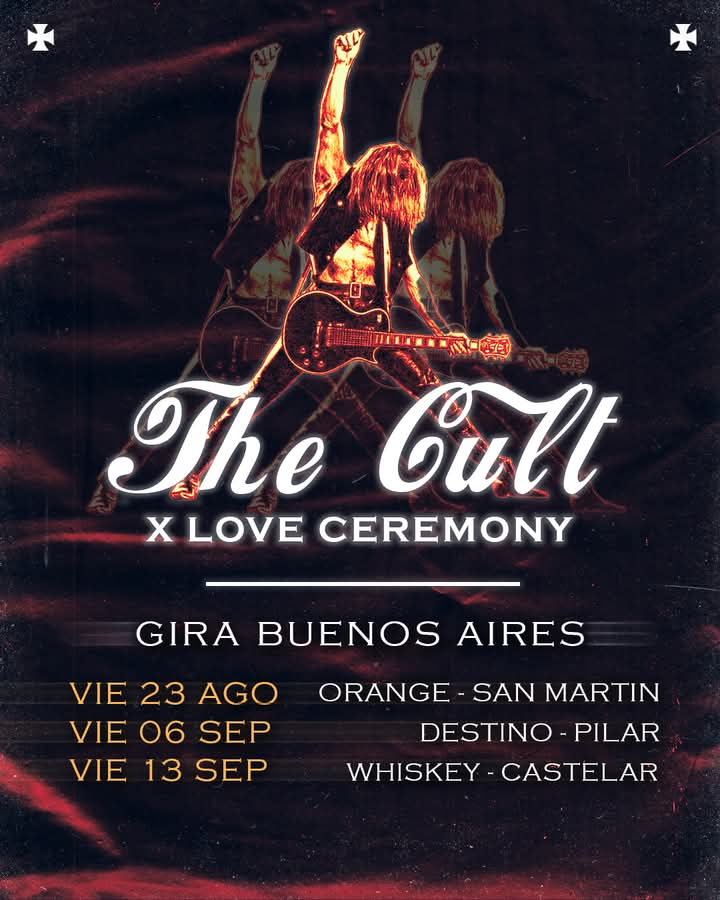 The Cult
X LOVE CEREMONY
GIRA BUENOS AIRES
VIE 23 AGO ORANGE - SAN MARTIN
VIE 06 SEP DESTINO - PILAR
VIE 13 SEP WHISKEY - CASTELAR